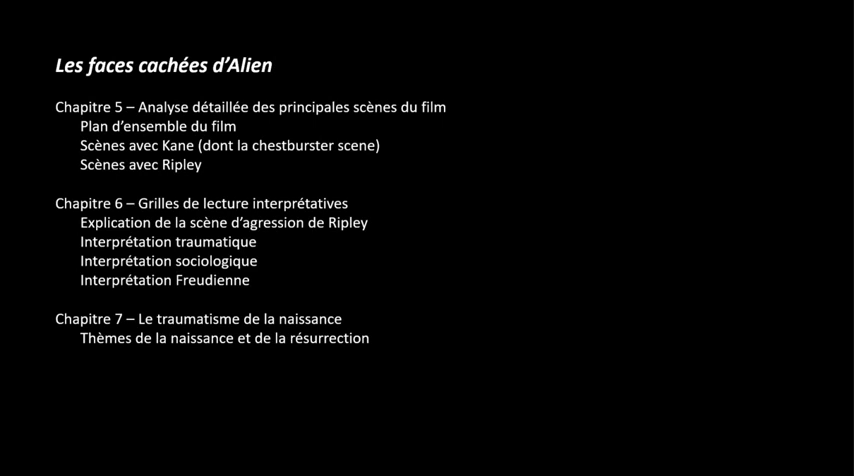 Les faces cachées d'Alien
Chapitre 5 – Analyse détaillée des principales scènes du film
Plan d'ensemble du film
Scènes avec Kane (dont la chestburster scene)
Scènes avec Ripley
Chapitre 6 – Grilles de lecture interprétatives
Explication de la scène d'agression de Ripley
Interprétation traumatique
Interprétation sociologique
Interprétation Freudienne
Chapitre 7 – Le traumatisme de la naissance
Thèmes de la naissance et de la résurrection